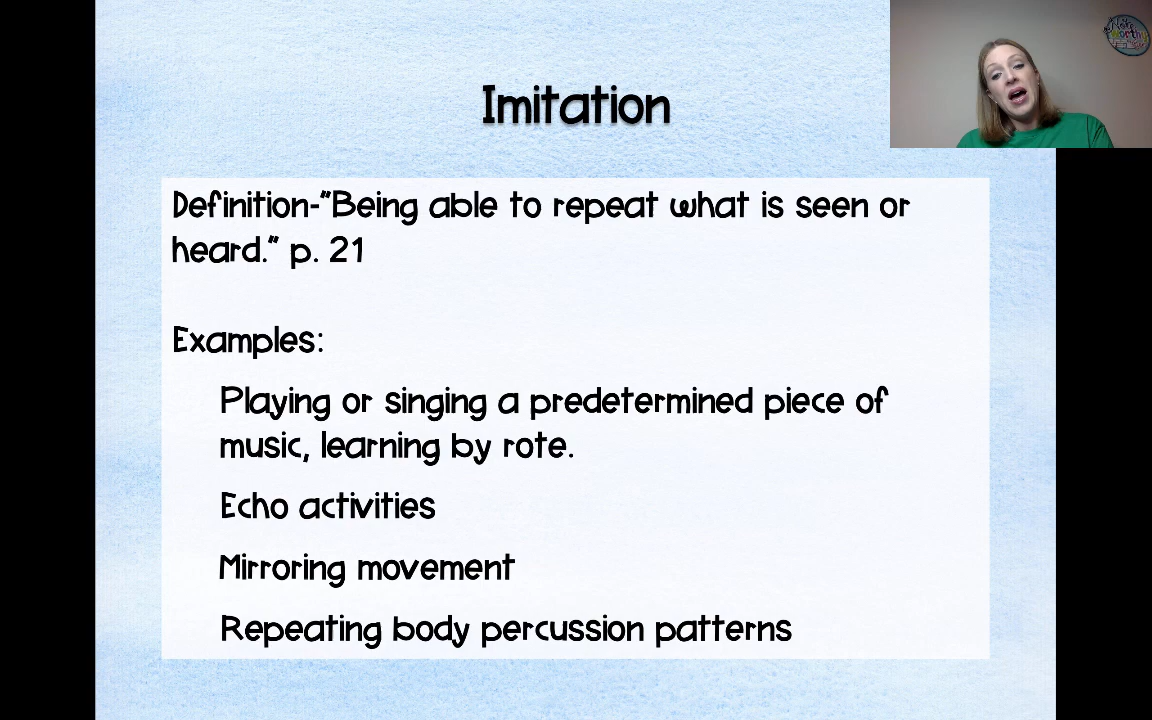 Imitation
Definition-"Being able to repeat what is seen or
heard." p. 21
Examples:
Playing or singing a predetermined piece of
music, learning by rote.
Echo activities
Mirroring movement
Repeating body percussion patterns